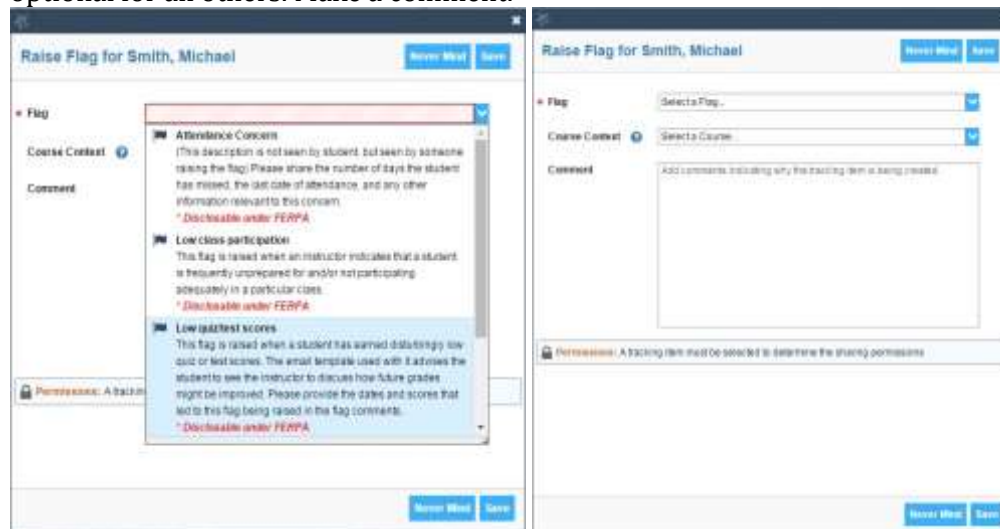 Raise Flag for Smith, Michael
Never Mind Save
* Flag
Attendance Concern
(This description is not seen by student, but seen by someone
raising the flag) Please share the number of days the student
has missed, the last date of attendance, and any other
information relevant to this concern.
* Disclosable under FERPA
Low class participation
This flag is raised when an instructor indicates that a student
is frequently unprepared for and/or not participating
adequately in a particular class.
* Disclosable under FERPA
Low quiz/test scores
This flag is raised when a student has earned disturbingly low
quiz or test scores. The email template used with it advises the
student to see the instructor to discuss how future grades
might be improved. Please provide the dates and scores that
led to this flag being raised in the flag comments.
* Disclosable under FERPA
Course Context
Comment
Permissions: A trackin
Never Mind Save
Raise Flag for Smith, Michael
Never Mind Save
* Flag Select a Flag...
Course Context Select a Course
Comment Add comments indicating why the tracking item is being created
Permissions: A tracking item must be selected to determine the sharing permissions
Never Mind Save